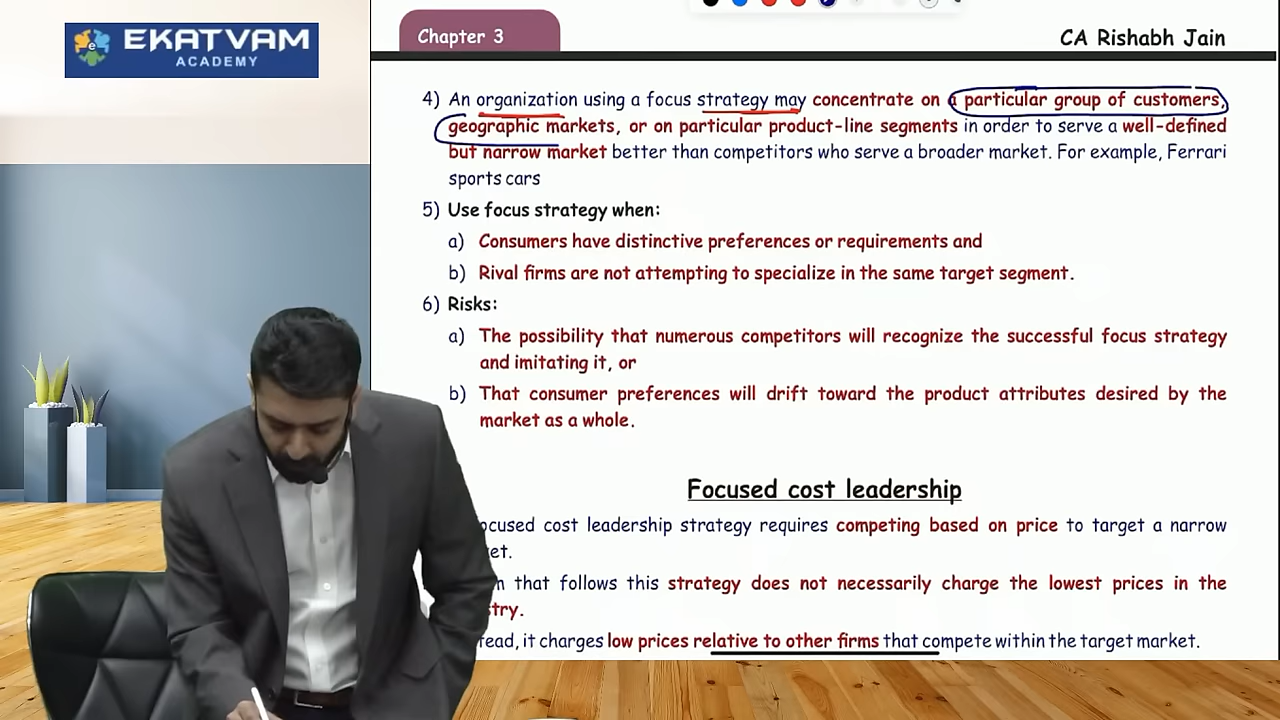 EKATVAM
ACADEMY
Chapter 3
CA Rishabh Jain
4) An organization using a focus strategy may concentrate on a particular group of customers,
geographic markets, or on particular product-line segments in order to serve a well-defined
but narrow market better than competitors who serve a broader market. For example, Ferrari
sports cars
5) Use focus strategy when:
a) Consumers have distinctive preferences or requirements and
b) Rival firms are not attempting to specialize in the same target segment.
6) Risks:
a) The possibility that numerous competitors will recognize the successful focus strategy
and imitating it, or
b) That consumer preferences will drift toward the product attributes desired by the
market as a whole.
Focused cost leadership
cost leadership strategy requires competing based on price to target a narrow
that follows this strategy does not necessarily charge the lowest prices in the
it charges low prices relative to other firms that compete within the target market.